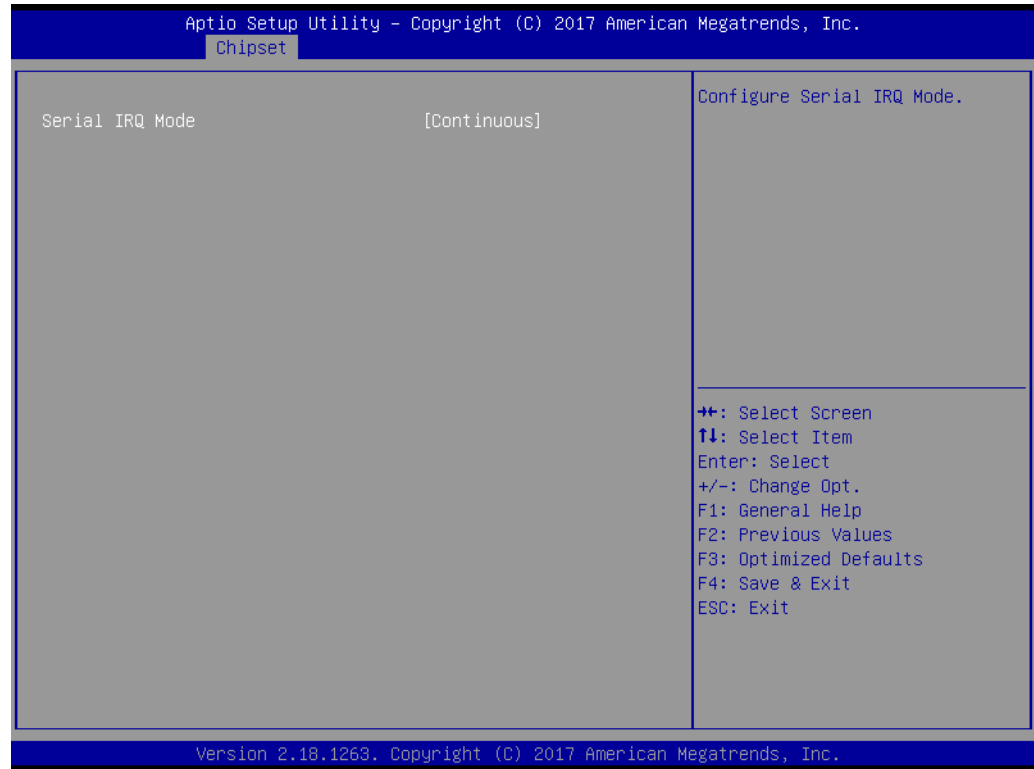 Aptio Setup Utility – Copyright (C) 2017 American Megatrends, Inc.
Chipset
Serial IRQ Mode [Continuous]
Configure Serial IRQ Mode.
→←: Select Screen
↑↓: Select Item
Enter: Select
+/-: Change Opt.
F1: General Help
F2: Previous Values
F3: Optimized Defaults
F4: Save & Exit
ESC: Exit
Version 2.18.1263. Copyright (C) 2017 American Megatrends, Inc.